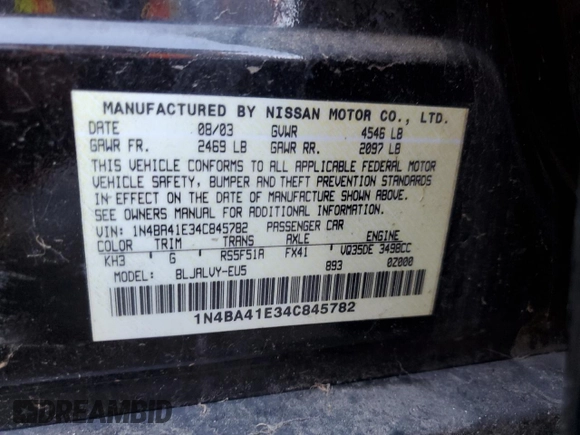 MANUFACTURED BY NISSAN MOTOR CO., LTD.
DATE 08/03 GVWR 4546 LB
GAWR FR. 2469 LB GAWR RR. 2097 LB
THIS VEHICLE CONFORMS TO ALL APPLICABLE FEDERAL MOTOR
VEHICLE SAFETY, BUMPER AND THEFT PREVENTION STANDARDS
IN EFFECT ON THE DATE OF MANUFACTURE SHOWN ABOVE.
SEE OWNERS MANUAL FOR ADDITIONAL INFORMATION.
VIN: 1N4BA41E34C845782 PASSENGER CAR
COLOR TRIM TRANS AXLE ENGINE
KH3 G RS5F51A FX41 VQ35DE 3498CC
MODEL: BLJALVY-EU5 893 0Z000
1N4BA41E34C845782
DREAMBID